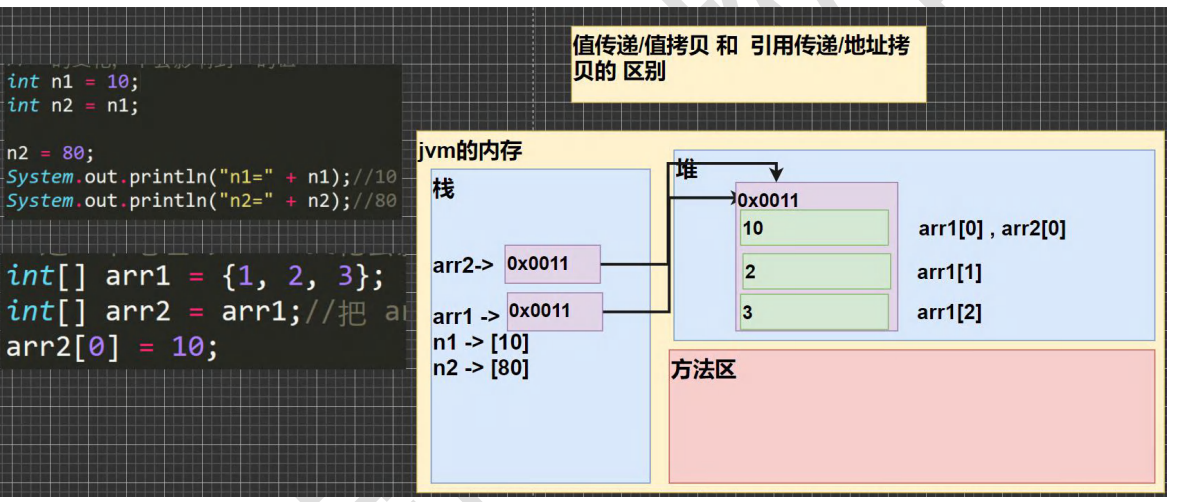 值传递/值拷贝 和 引用传递/地址拷
贝的 区别
int n1 = 10;
int n2 = n1;
n2 = 80;
System.out.println("n1=" + n1);//10
System.out.println("n2=" + n2);//80
int[] arr1 = {1, 2, 3};
int[] arr2 = arr1;//把
arr2[0] = 10;
jvm的内存
栈
arr2-> 0x0011
arr1 -> 0x0011
n1 -> [10]
n2 -> [80]
堆
0x0011
10 arr1[0] , arr2[0]
2 arr1[1]
3 arr1[2]
方法区